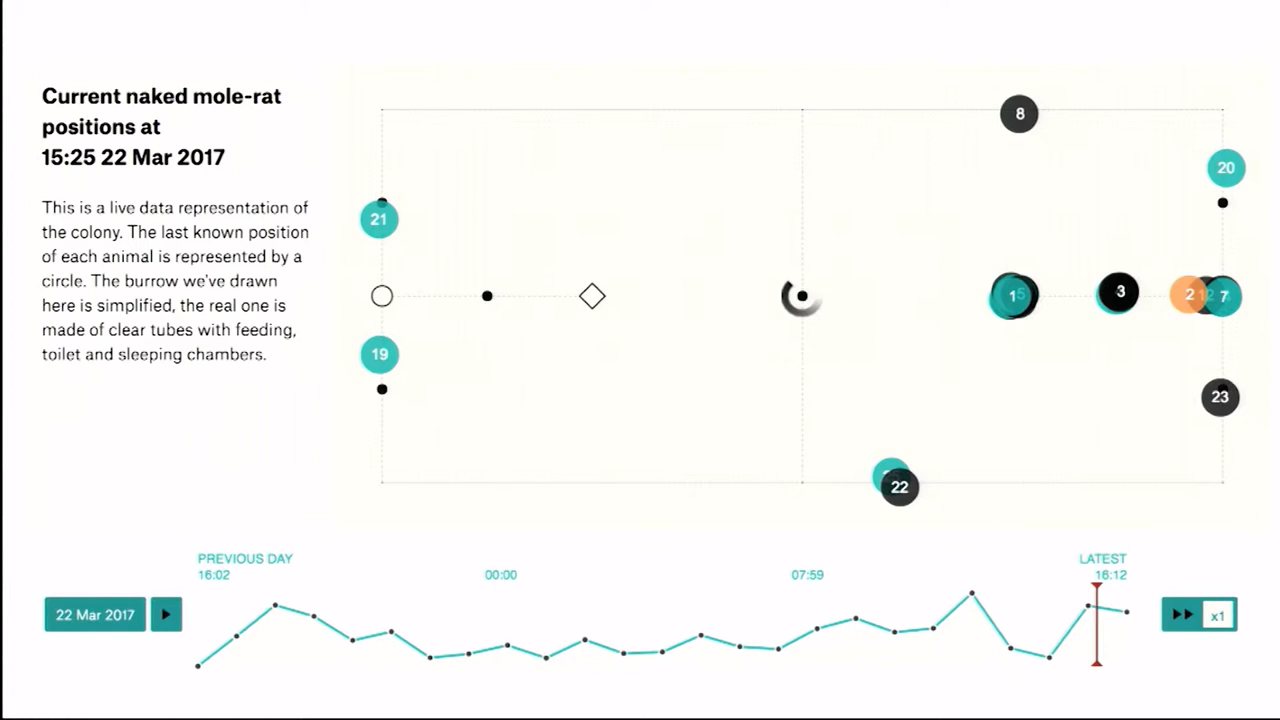 Current naked mole-rat
positions at
15:25 22 Mar 2017
This is a live data representation of
the colony. The last known position
of each animal is represented by a
circle. The burrow we've drawn
here is simplified, the real one is
made of clear tubes with feeding,
toilet and sleeping chambers.
8
20
21
1
5
3
2
12
7
19
23
22
PREVIOUS DAY
16:02
00:00
07:59
LATEST
16:12
22 Mar 2017
x1